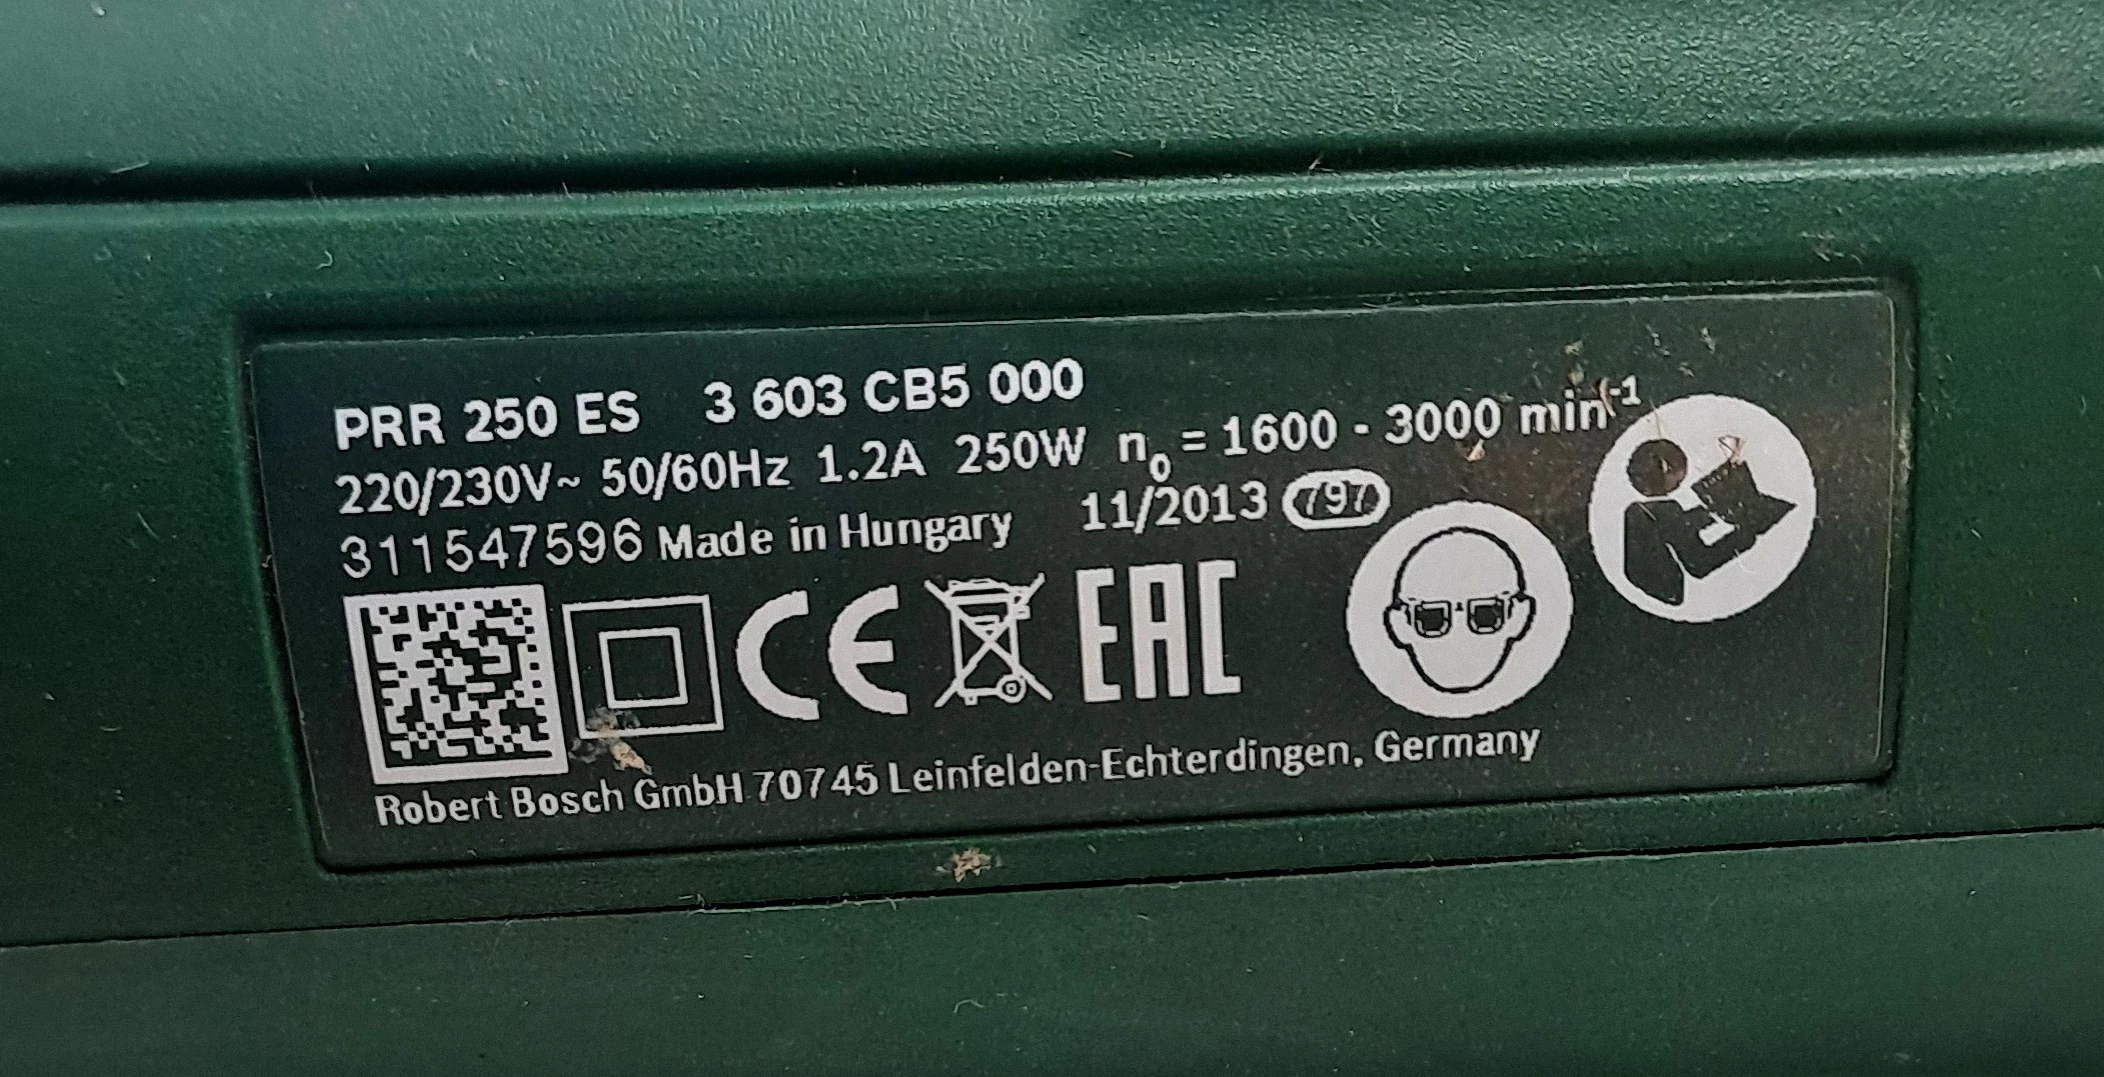 PRR 250 ES 3 603 CB5 000
220/230V~ 50/60Hz 1.2A 250W n₀ = 1600 - 3000 min⁻¹
311547596 Made in Hungary 11/2013 797
CE EAC
Robert Bosch GmbH 70745 Leinfelden-Echterdingen, Germany